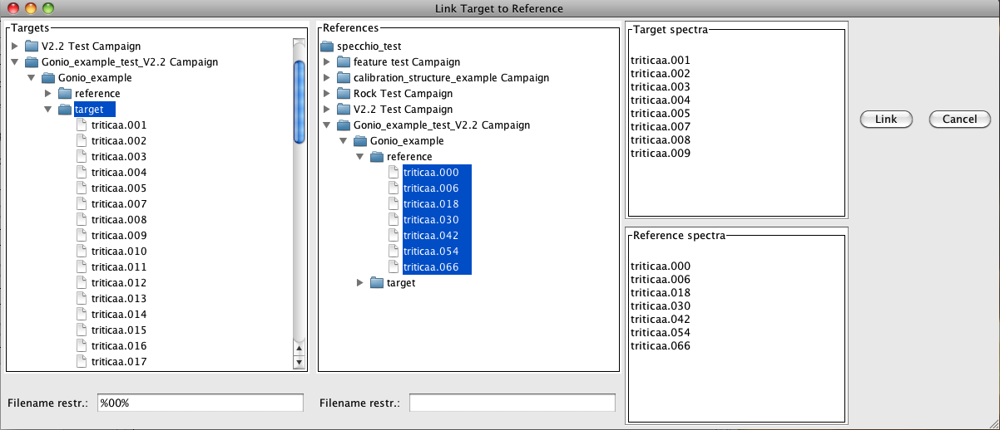 Link Target to Reference
Targets
V2.2 Test Campaign
Gonio_example_test_V2.2 Campaign
Gonio_example
reference
target
triticaa.001
triticaa.002
triticaa.003
triticaa.004
triticaa.005
triticaa.007
triticaa.008
triticaa.009
triticaa.010
triticaa.011
triticaa.012
triticaa.013
triticaa.014
triticaa.015
triticaa.016
triticaa.017
Filename restr.: %00%
References
specchio_test
feature test Campaign
calibration_structure_example Campaign
Rock Test Campaign
V2.2 Test Campaign
Gonio_example_test_V2.2 Campaign
Gonio_example
reference
triticaa.000
triticaa.006
triticaa.018
triticaa.030
triticaa.042
triticaa.054
triticaa.066
target
Filename restr.:
Target spectra
triticaa.001
triticaa.002
triticaa.003
triticaa.004
triticaa.005
triticaa.007
triticaa.008
triticaa.009
Reference spectra
triticaa.000
triticaa.006
triticaa.018
triticaa.030
triticaa.042
triticaa.054
triticaa.066
Link
Cancel